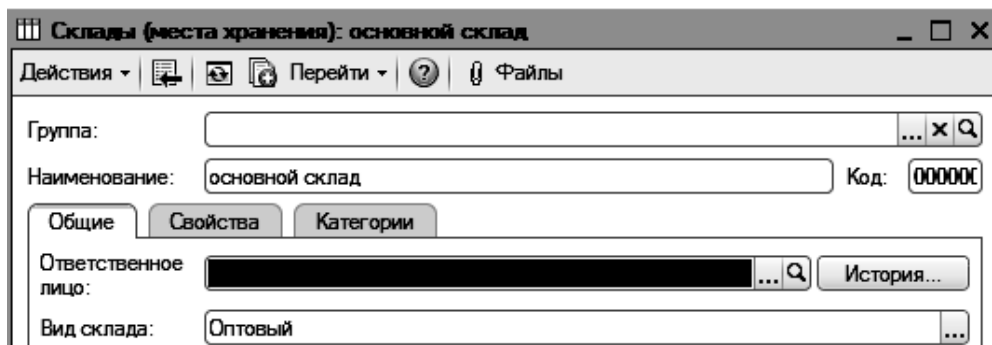 Склады (места хранения): основной склад
Действия Перейти Файлы
Группа:
Наименование: основной склад Код: 000000
Общие Свойства Категории
Ответственное
лицо: ... История...
Вид склада: Оптовый ...